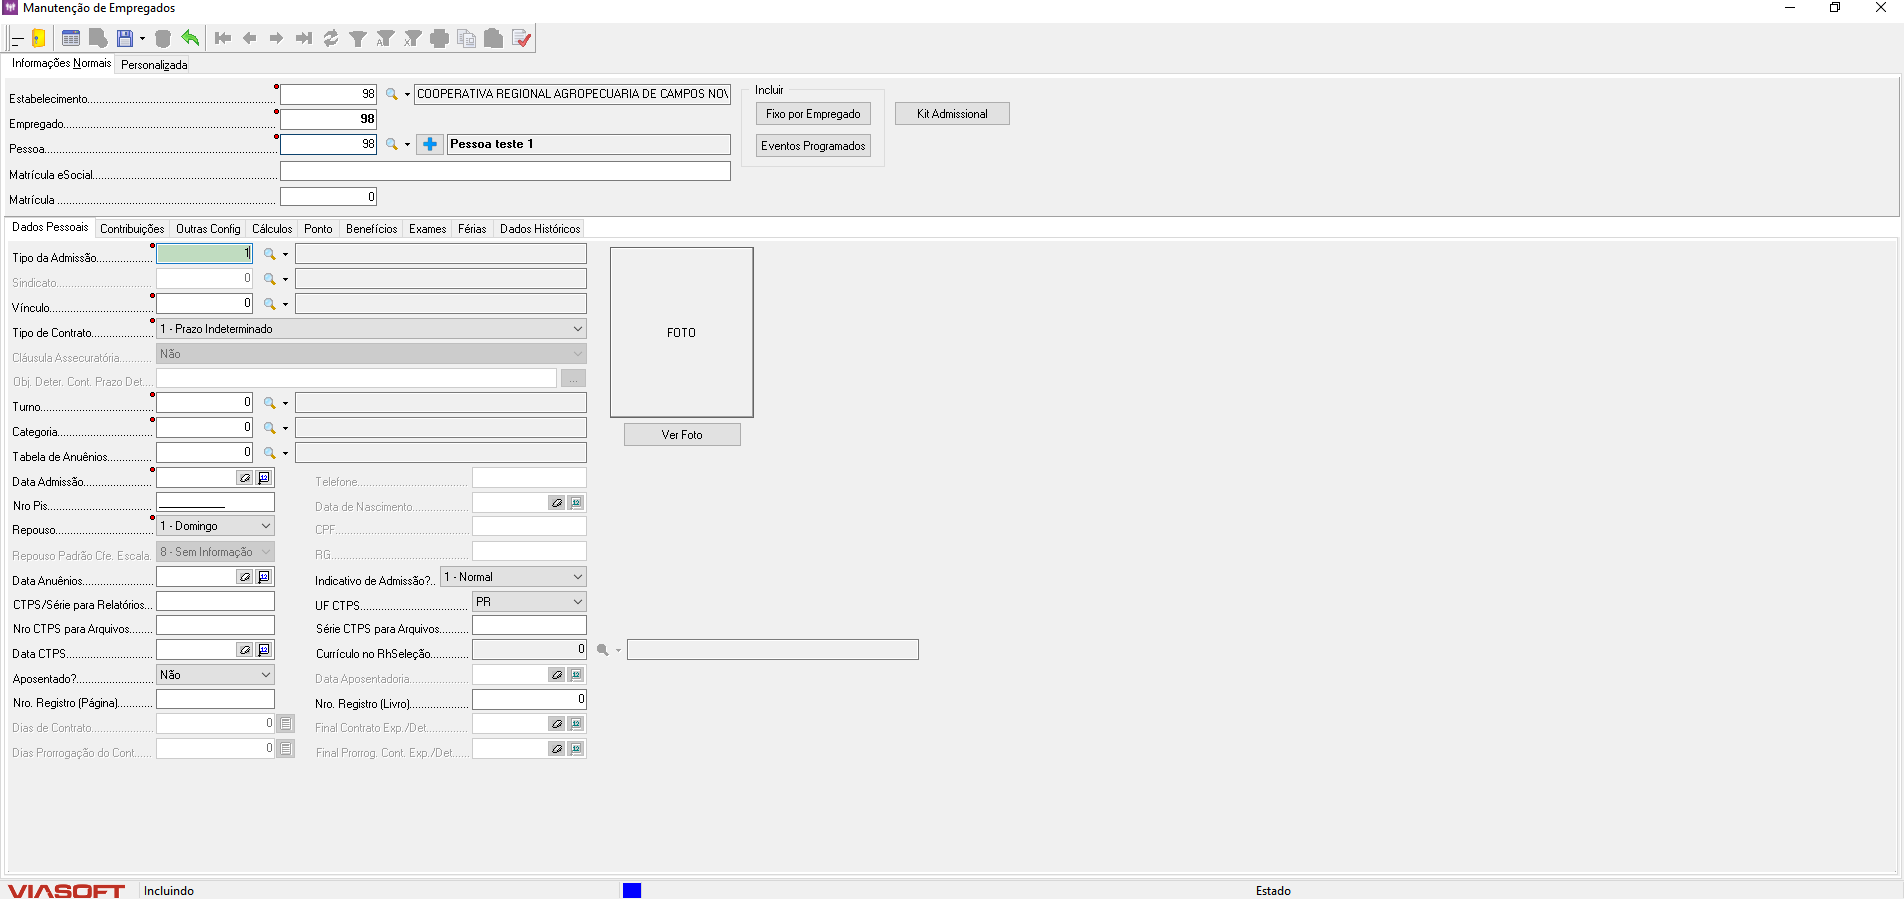 Manutenção de Empregados
Informações Normais Personalizada
Estabelecimento 98 COOPERATIVA REGIONAL AGROPECUARIA DE CAMPOS NOV
Empregado 98
Pessoa 98 Pessoa teste 1
Matrícula eSocial
Matrícula 0
Incluir
Fixo por Empregado
Eventos Programados
Kit Admissional
Dados Pessoais Contribuições Outras Config Cálculos Ponto Benefícios Exames Férias Dados Históricos
Tipo da Admissão 1
Sindicato 0
Vínculo 0
Tipo de Contrato 1 - Prazo Indeterminado
Cláusula Assecuratória Não
Obj. Deter. Cont. Prazo Det. ...
Turno 0
Categoria 0
Tabela de Anuênios 0
FOTO
Ver Foto
Data Admissão 12 Telefone
Nro Pis Data de Nascimento 12
Repouso 1 - Domingo CPF
Repouso Padrão Cfe. Escala. 8 - Sem Informação RG
Data Anuênios 12 Indicativo de Admissão? 1 - Normal
CTPS/Série para Relatórios UF CTPS PR
Nro CTPS para Arquivos Série CTPS para Arquivos
Data CTPS 12 Currículo no RhSeleção 0
Aposentado? Não Data Aposentadoria 12
Nro. Registro (Página) Nro. Registro (Livro) 0
Dias de Contrato 0 Final Contrato Exp./Det. 12
Dias Prorrogação do Cont. 0 Final Prorrog. Cont. Exp./Det. 12
VIASOFT Incluindo Estado